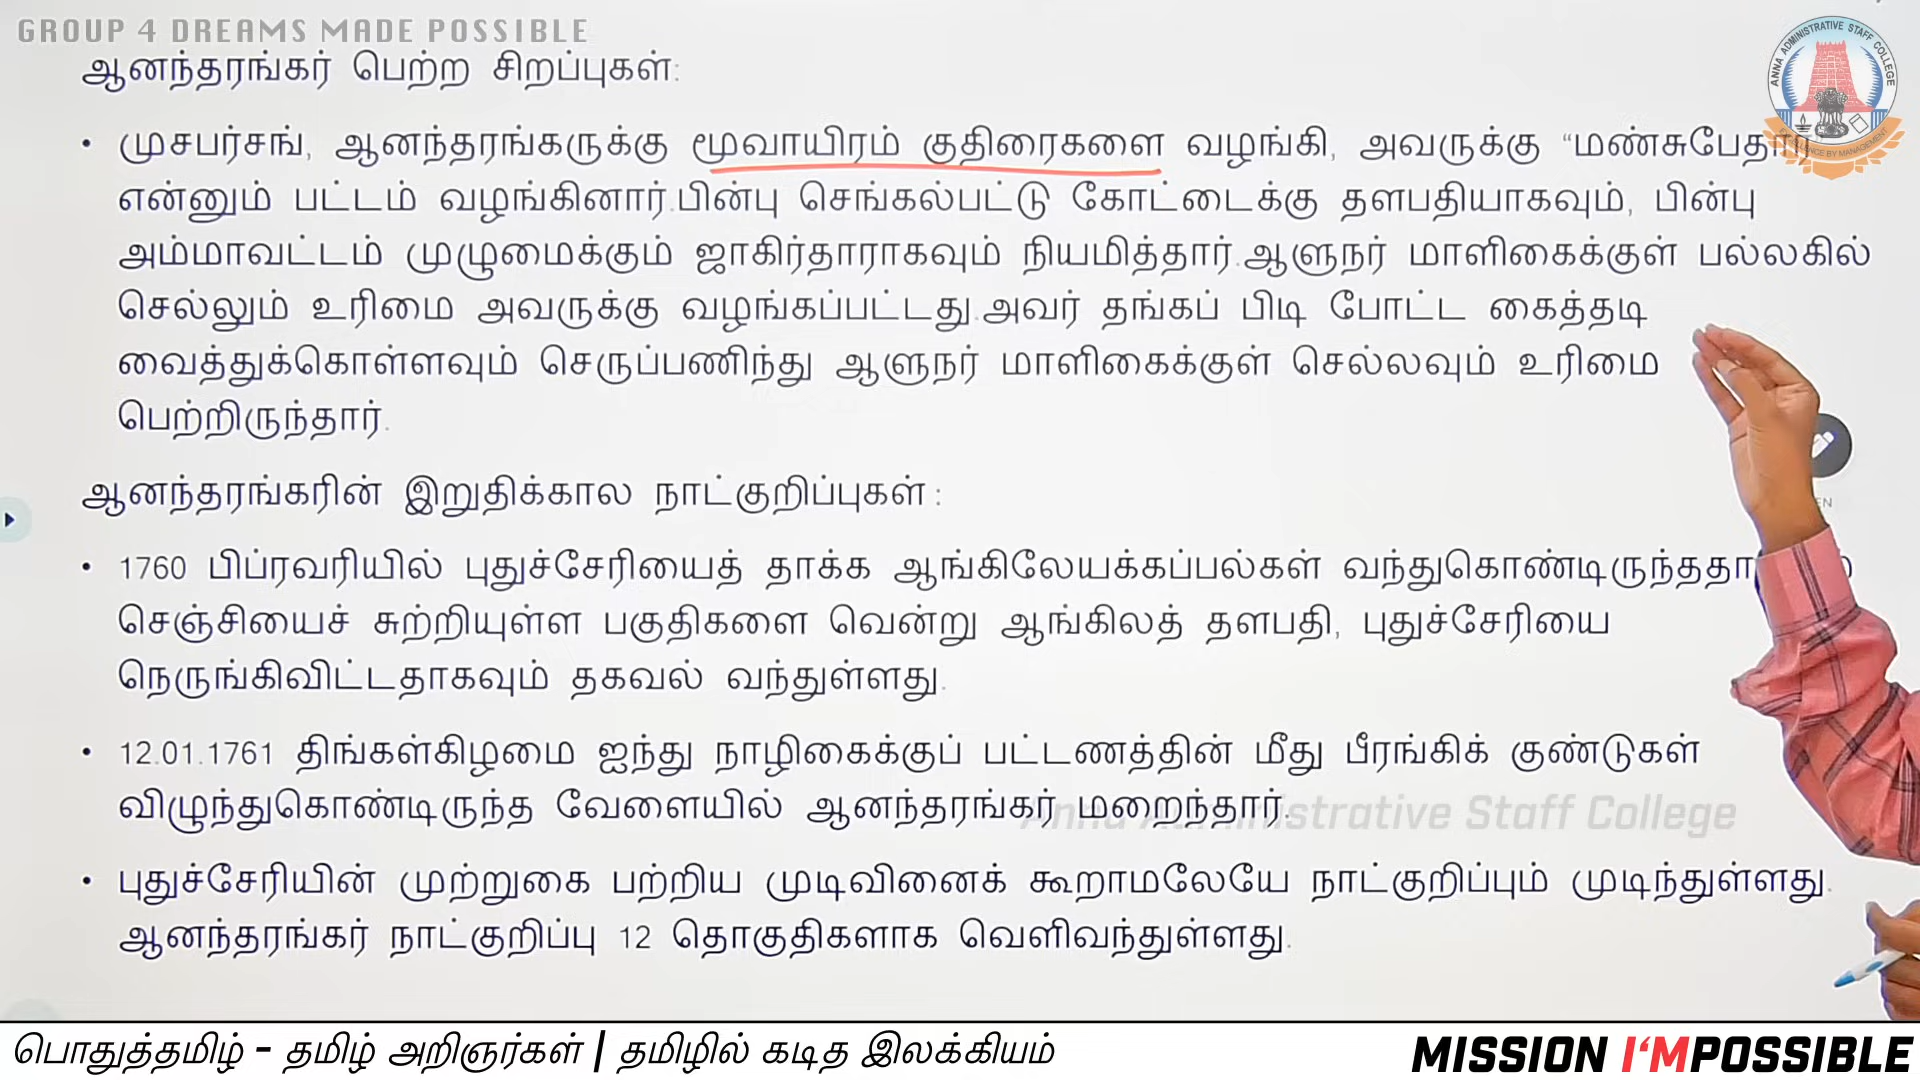 GROUP 4 DREAMS MADE POSSIBLE
ANNA ADMINISTRATIVE STAFF COLLEGE
ஆனந்தரங்கர் பெற்ற சிறப்புகள்:
• முசபர்சங், ஆனந்தரங்கருக்கு மூவாயிரம் குதிரைகளை வழங்கி, அவருக்கு “மண்சுபேதார்
என்னும் பட்டம் வழங்கினார்.பின்பு செங்கல்பட்டு கோட்டைக்கு தளபதியாகவும், பின்பு
அம்மாவட்டம் முழுமைக்கும் ஜாகிர்தாராகவும் நியமித்தார்.ஆளுநர் மாளிகைக்குள் பல்லகில்
செல்லும் உரிமை அவருக்கு வழங்கப்பட்டது.அவர் தங்கப் பிடி போட்ட கைத்தடி
வைத்துக்கொள்ளவும் செருப்பணிந்து ஆளுநர் மாளிகைக்குள் செல்லவும் உரிமை
பெற்றிருந்தார்.
ஆனந்தரங்கரின் இறுதிக்கால நாட்குறிப்புகள் :
• 1760 பிப்ரவரியில் புதுச்சேரியைத் தாக்க ஆங்கிலேயக்கப்பல்கள்
செஞ்சியைச் சுற்றியுள்ள பகுதிகளை வென்று ஆங்கிலத் தளபதி, புதுச்சேரியை
நெருங்கிவிட்டதாகவும் தகவல் வந்துள்ளது.
• 12.01.1761 திங்கள்கிழமை ஐந்து நாழிகைக்குப் பட்டணத்தின் மீது பீரங்கிக் குண்டுகள்
விழுந்துகொண்டிருந்த வேளையில் ஆனந்தரங்கர் மறைந்தார்.
Anna Administrative Staff College
• புதுச்சேரியின் முற்றுகை பற்றிய முடிவினைக் கூறாமலேயே நாட்குறிப்பும் முடிந்துள்ளது.
ஆனந்தரங்கர் நாட்குறிப்பு 12 தொகுதிகளாக வெளிவந்துள்ளது.
பொதுத்தமிழ் - தமிழ் அறிஞர்கள் | தமிழில் கடித இலக்கியம்
MISSION I'MPOSSIBLE